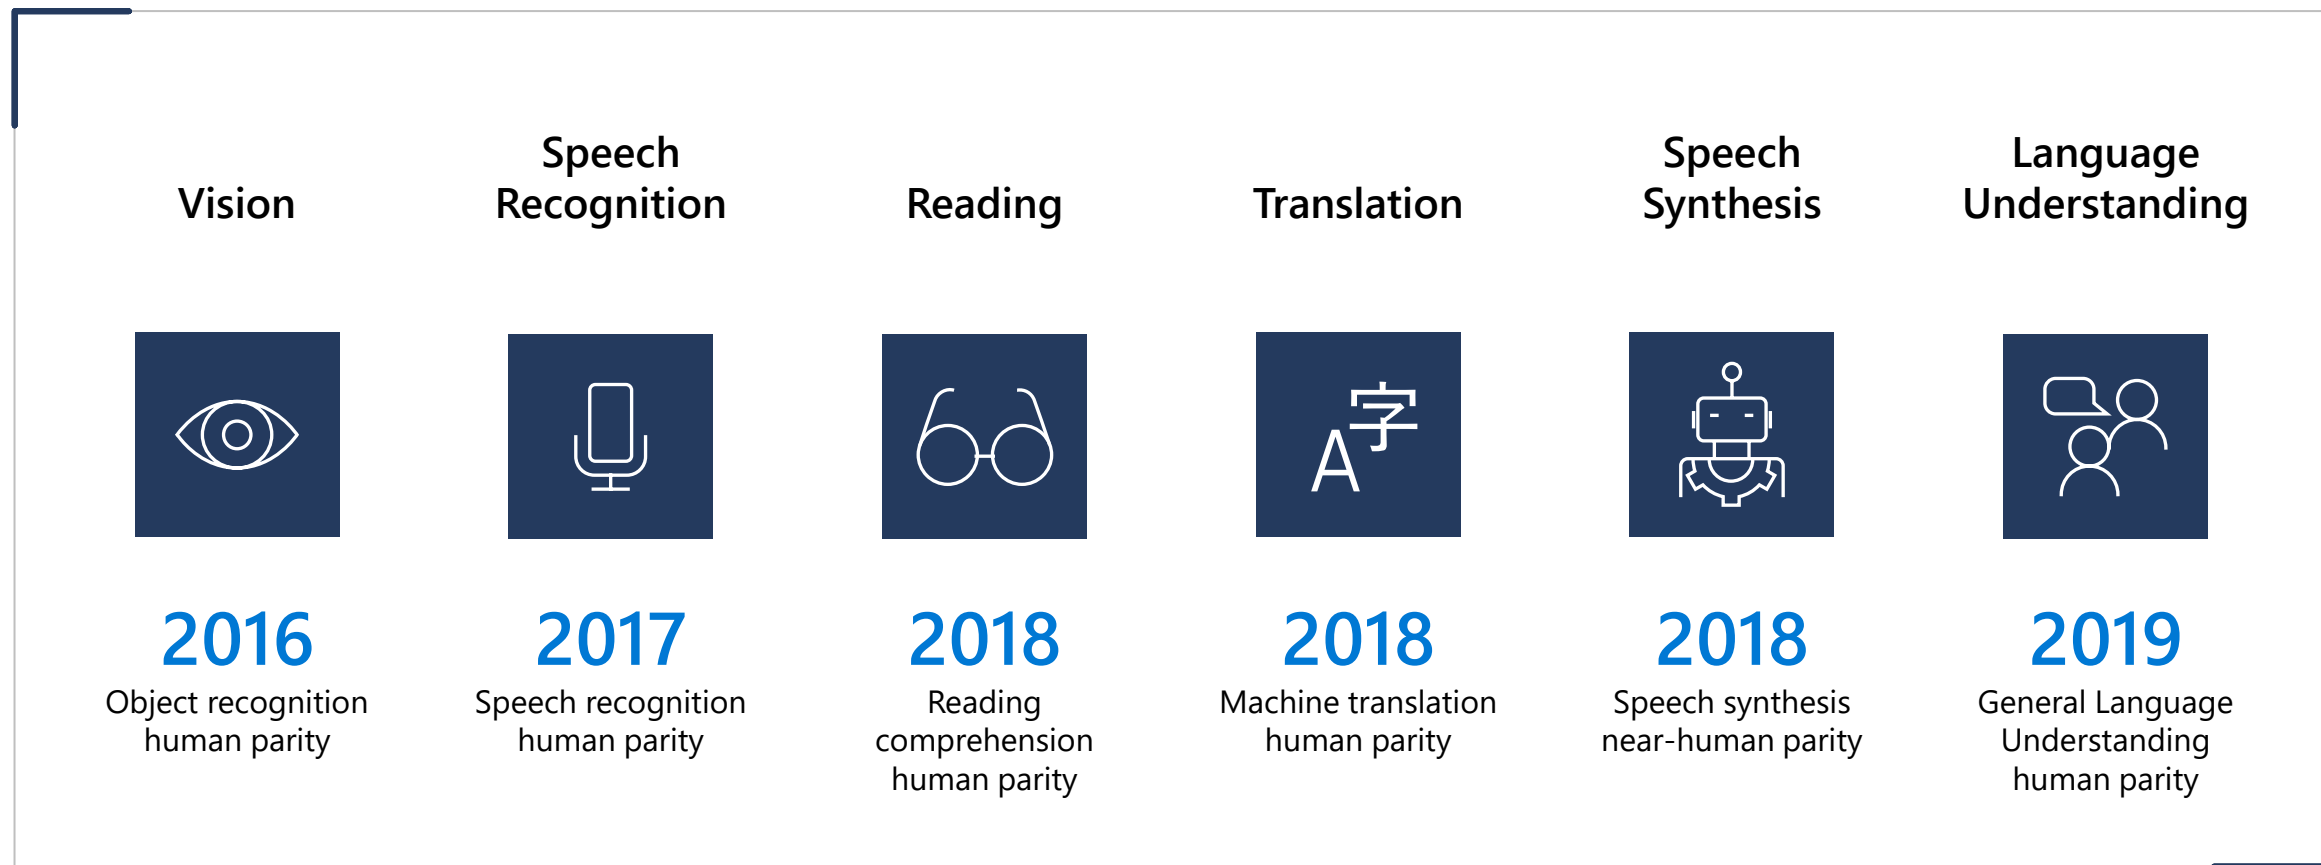 Vision
Speech
Recognition
Reading
Translation
Speech
Synthesis
Language
Understanding
A字
2016
Object recognition
human parity
2017
Speech recognition
human parity
2018
Reading
comprehension
human parity
2018
Machine translation
human parity
2018
Speech synthesis
near-human parity
2019
General Language
Understanding
human parity